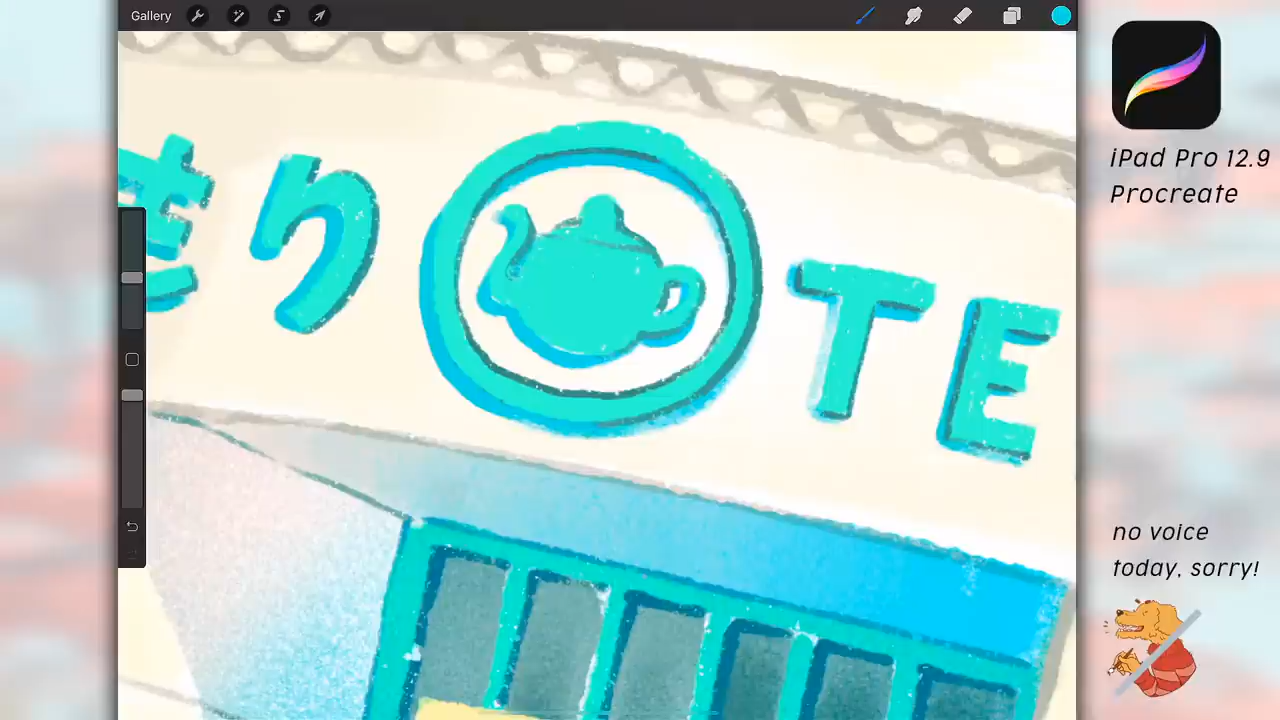 Gallery
きり
TE
iPad Pro 12.9
Procreate
no voice
today, sorry!